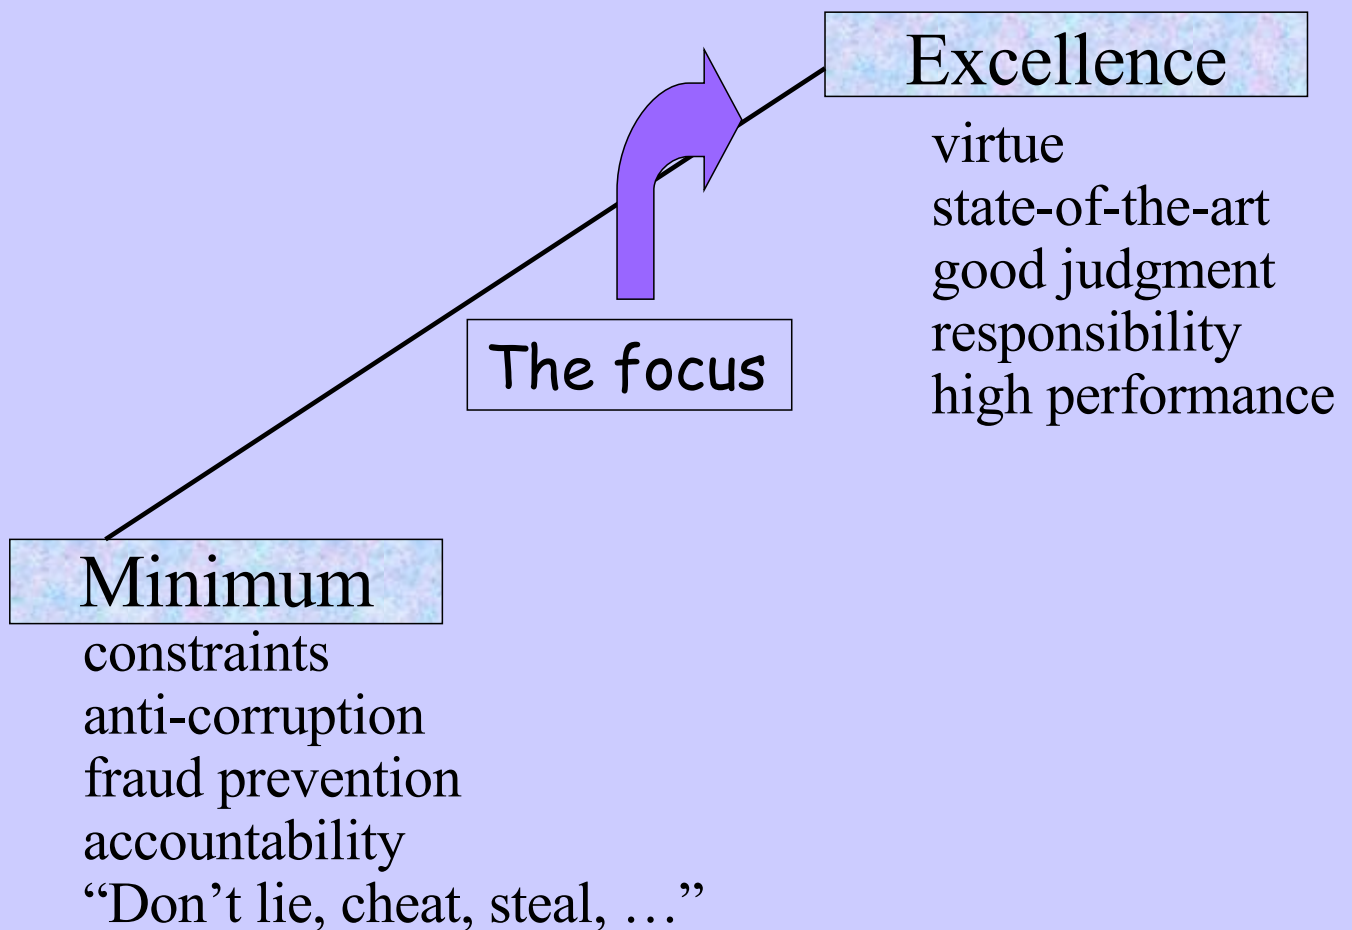 Excellence
virtue
state-of-the-art
good judgment
responsibility
high performance
The focus
Minimum
constraints
anti-corruption
fraud prevention
accountability
“Don’t lie, cheat, steal, …”